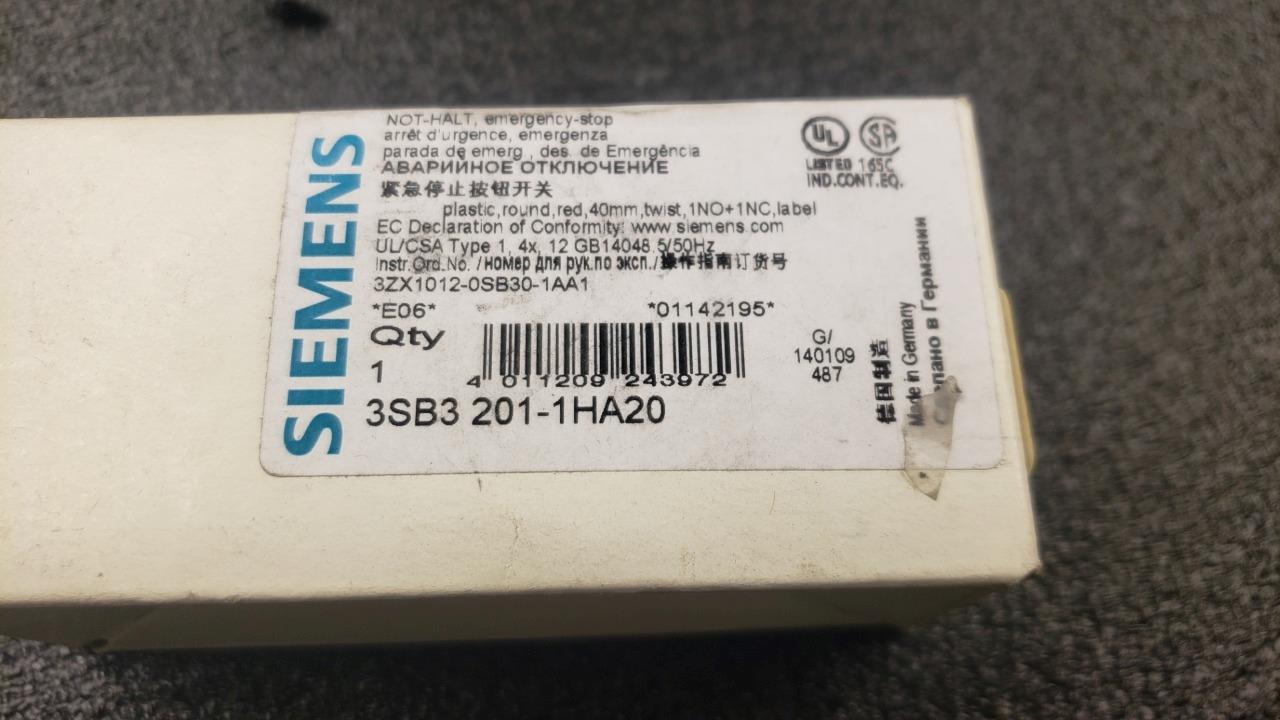 SIEMENS
NOT-HALT, emergency-stop
arrêt d'urgence, emergenza
parada de emerg., des. de Emergência
АВАРИЙНОЕ ОТКЛЮЧЕНИЕ
紧急停止按钮开关
plastic,round,red,40mm,twist,1NO+1NC,label
EC Declaration of Conformity: www.siemens.com
UL/CSA Type 1, 4x, 12 GB14048.5/50Hz
Instr.Ord.No. /номер для рук.по эксп./操作指南订货号
3ZX1012-0SB30-1AA1
*E06* *01142195*
Qty
1
4 011209 243972
3SB3 201-1HA20
UL SA
LISTED 165C
IND.CONT.EQ.
G/
140109
487
德国制造
Made in Germany
в Германии